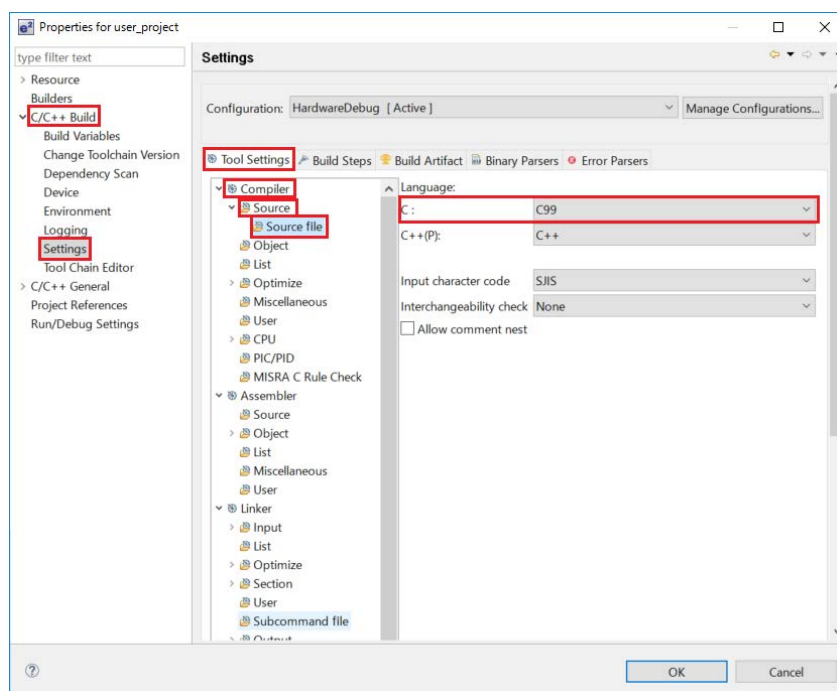 e² Properties for user_project
type filter text
Resource
Builders
C/C++ Build
Build Variables
Change Toolchain Version
Dependency Scan
Device
Environment
Logging
Settings
Tool Chain Editor
C/C++ General
Project References
Run/Debug Settings
Settings
Configuration: HardwareDebug [ Active ] Manage Configurations...
Tool Settings Build Steps Build Artifact Binary Parsers Error Parsers
Compiler
Source
Source file
Object
List
Optimize
Miscellaneous
User
CPU
PIC/PID
MISRA C Rule Check
Assembler
Source
Object
List
Miscellaneous
User
Linker
Input
List
Optimize
Section
User
Subcommand file
Output
Language:
C : C99
C++(P): C++
Input character code SJIS
Interchangeability check None
Allow comment nest
OK Cancel